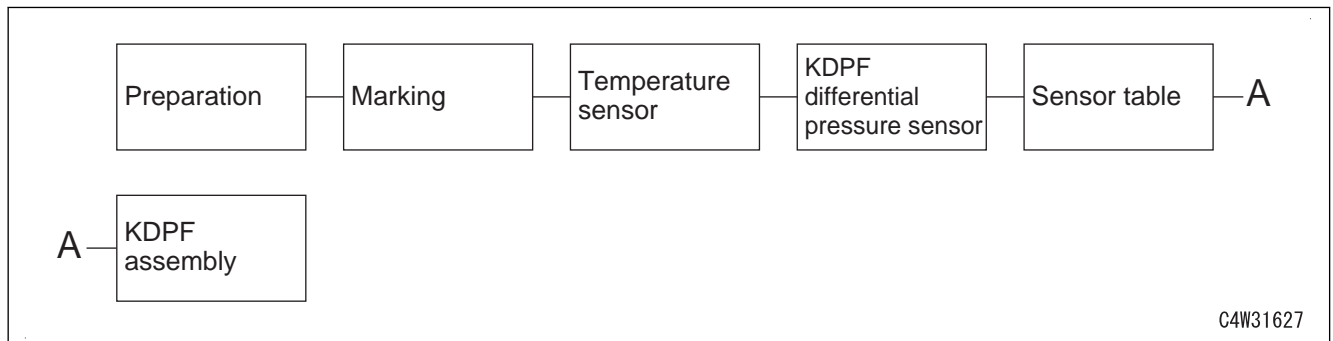 Preparation
Marking
Temperature
sensor
KDPF
differential
pressure sensor
Sensor table
A
A
KDPF
assembly
C4W31627